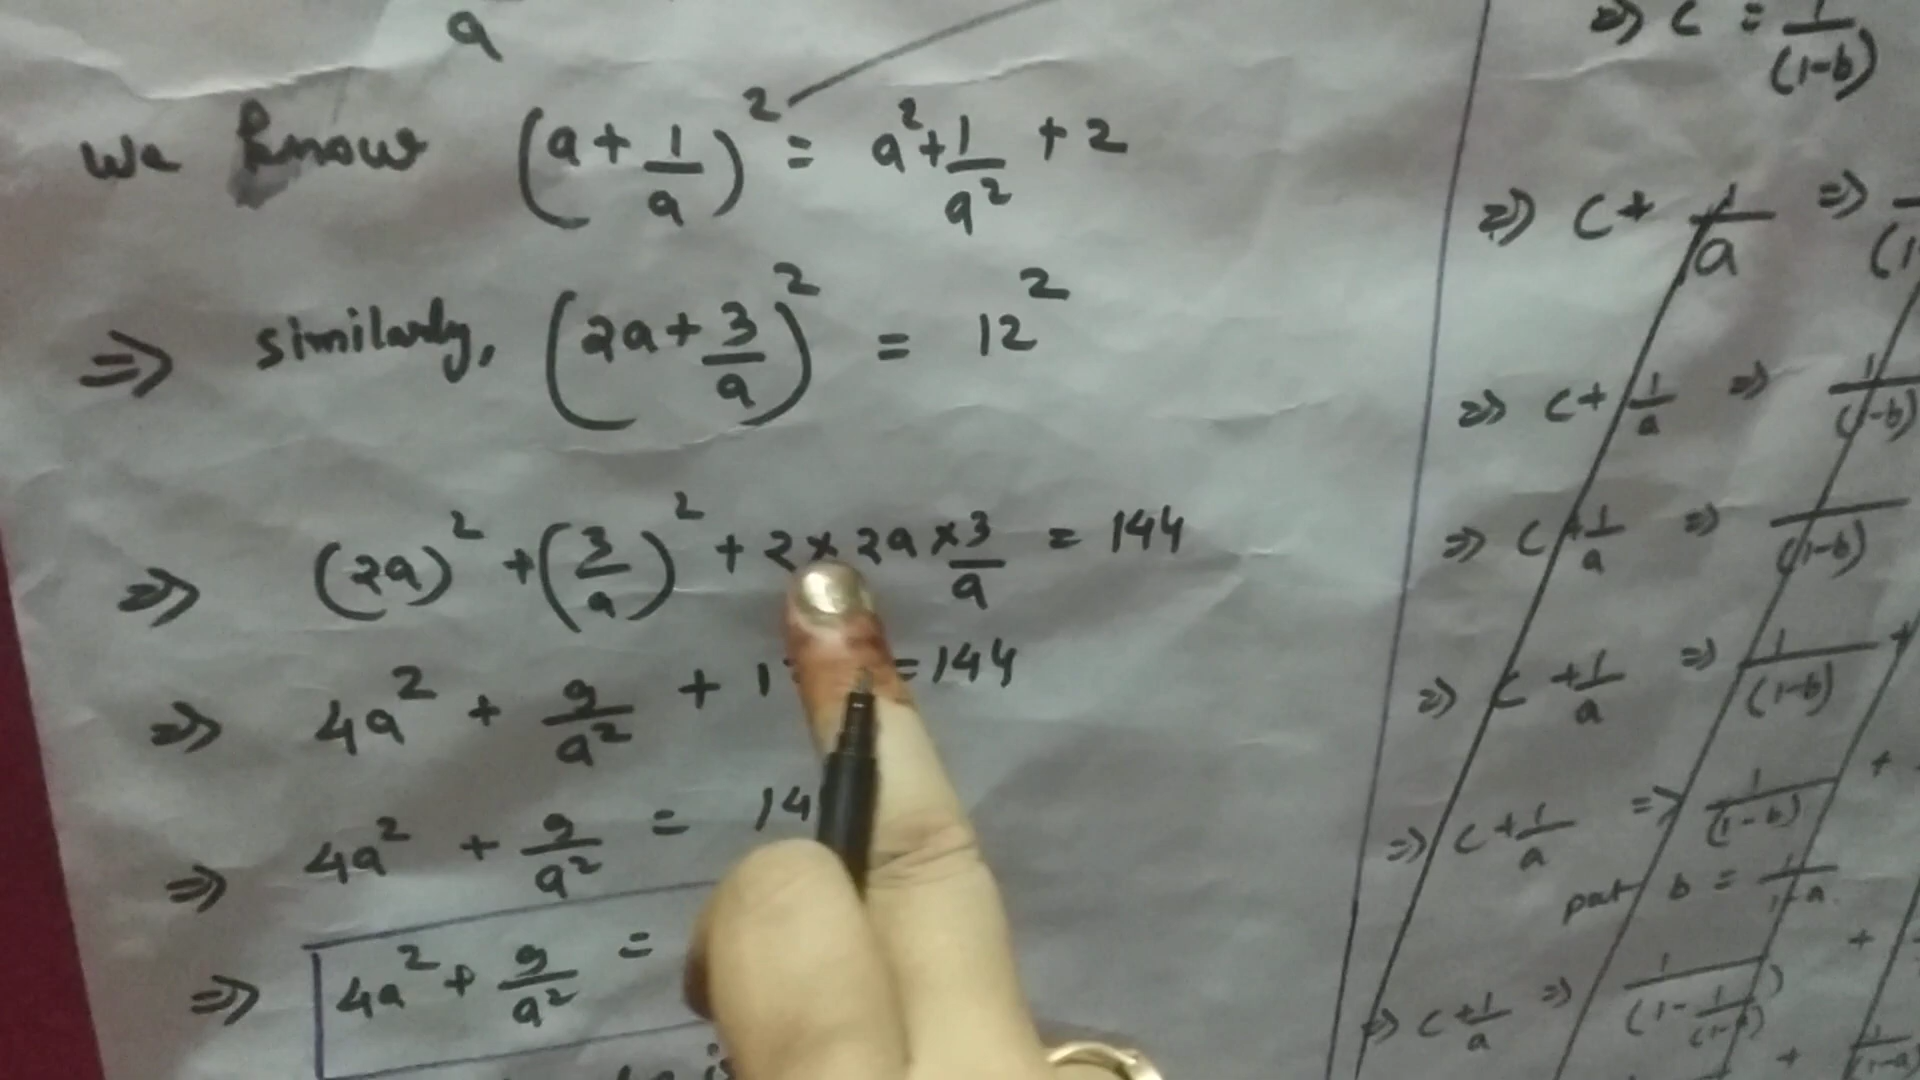 a
we know (a + 1/a)² = a² + 1/a² + 2
⇒ similarly, (2a + 3/a)² = 12²
⇒ (2a)² + (3/a)² + 2 × 2a × 3/a = 144
⇒ 4a² + 9/a² + 1 = 144
⇒ 4a² + 9/a² = 14
⇒ 4a² + 9/a² =
⇒ c = 1/(1-b)
⇒ c + 1/a ⇒
⇒ c + 1/a ⇒ 1/(1-b)
⇒ c + 1/a ⇒ 1/(1-b)
⇒ c + 1/a ⇒ 1/(1-b) +
⇒ c + 1/a ⇒ 1/(1-b) +
put b = 1/1-a
⇒ c + 1/a ⇒ +